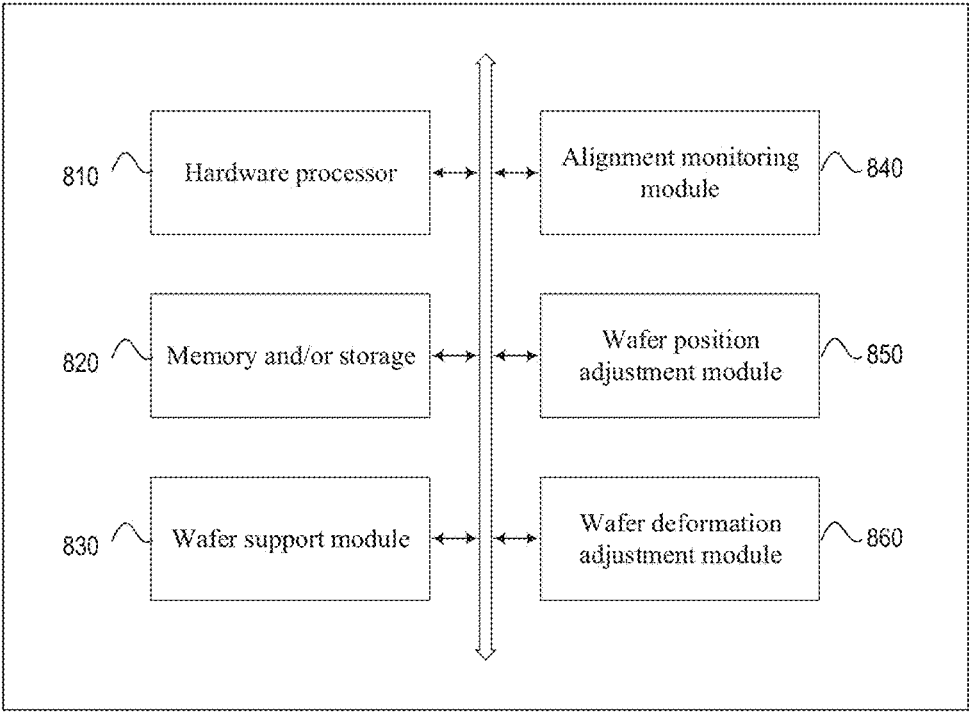 810
Hardware processor
Alignment monitoring
module
840
820
Memory and/or storage
Wafer position
adjustment module
850
830
Wafer support module
Wafer deformation
adjustment module
860